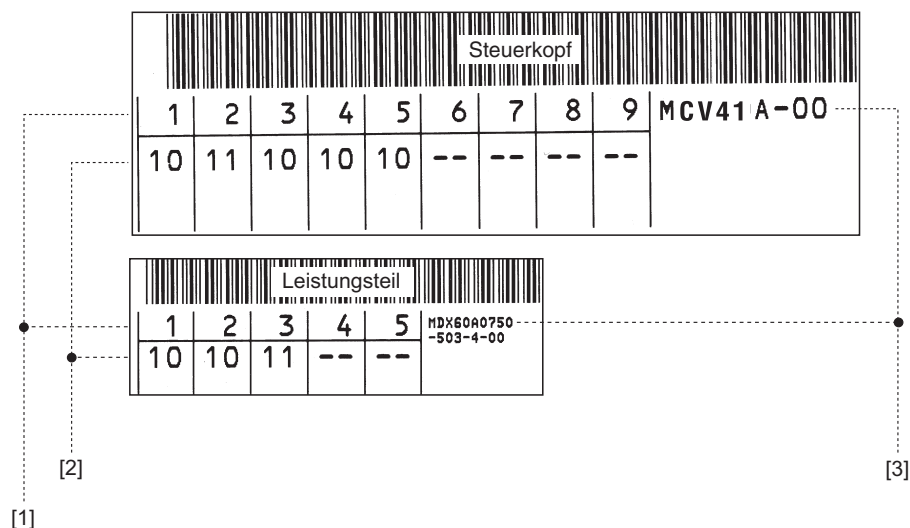 Steuerkopf
1 2 3 4 5 6 7 8 9 MCV41A-00
10 11 10 10 10 -- -- -- --
Leistungsteil
1 2 3 4 5 MDX60A0750
-503-4-00
10 10 11 -- --
[2] [3]
[1]